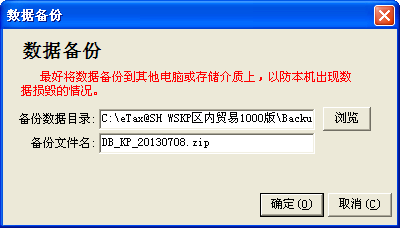 数据备份
数据备份
最好将数据备份到其他电脑或存储介质上，以防本机出现数
据损毁的情况。
备份数据目录: C:\eTax@SH WSKP区内贸易1000版\Backu 浏览
备份文件名: DB_KP_20130708.zip
确定(O) 取消(C)